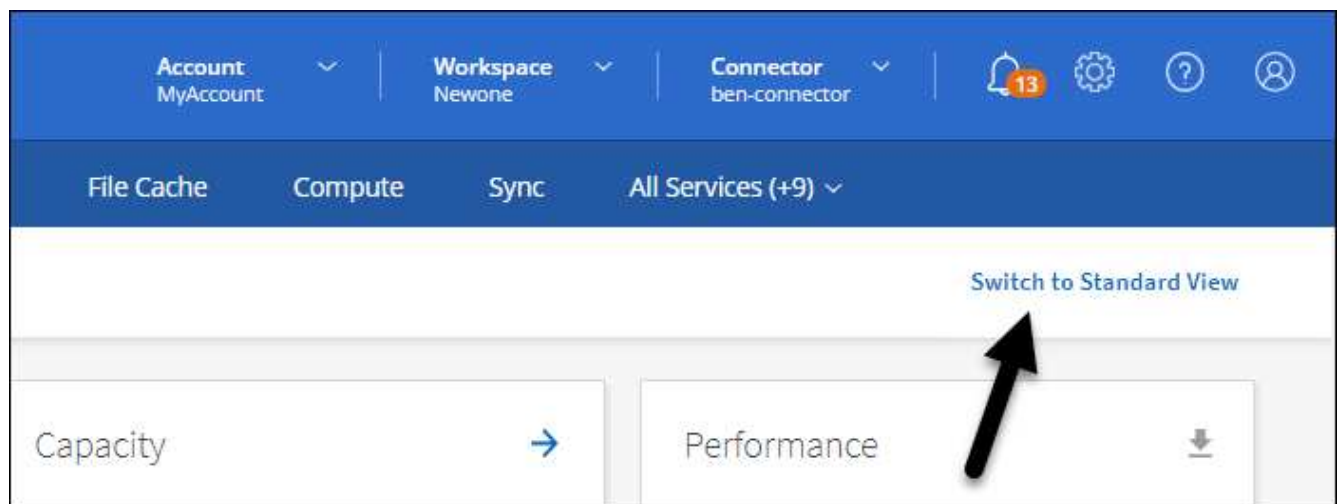 Account Workspace Connector
MyAccount Newone ben-connector
13
?
File Cache Compute Sync All Services (+9)
Switch to Standard View
Capacity Performance